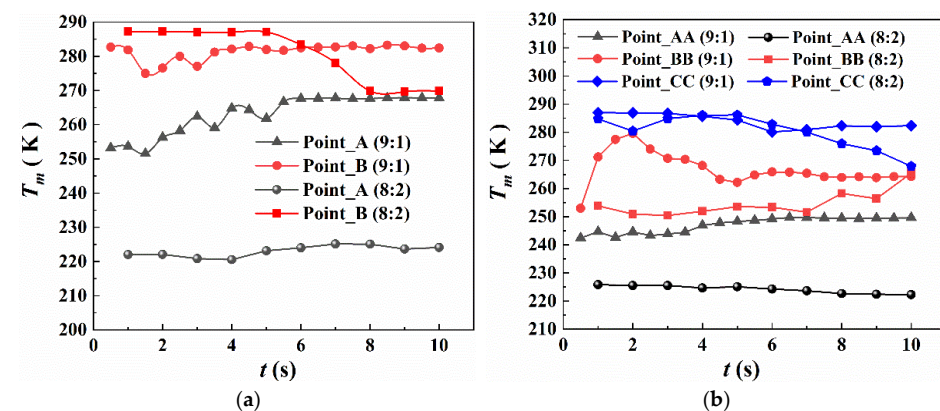 290
280
270
260
250
240
230
220
210
200
T_m ( K )
Point_A (9:1)
Point_B (9:1)
Point_A (8:2)
Point_B (8:2)
0 2 4 6 8 10
t (s)
(a)
320
310
300
290
280
270
260
250
240
230
220
210
T_m ( K )
Point_AA (9:1) Point_AA (8:2)
Point_BB (9:1) Point_BB (8:2)
Point_CC (9:1) Point_CC (8:2)
0 2 4 6 8 10
t (s)
(b)